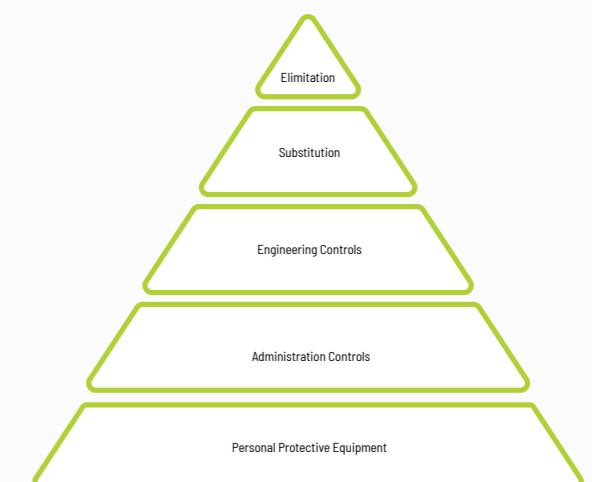 Elimitation
Substitution
Engineering Controls
Administration Controls
Personal Protective Equipment